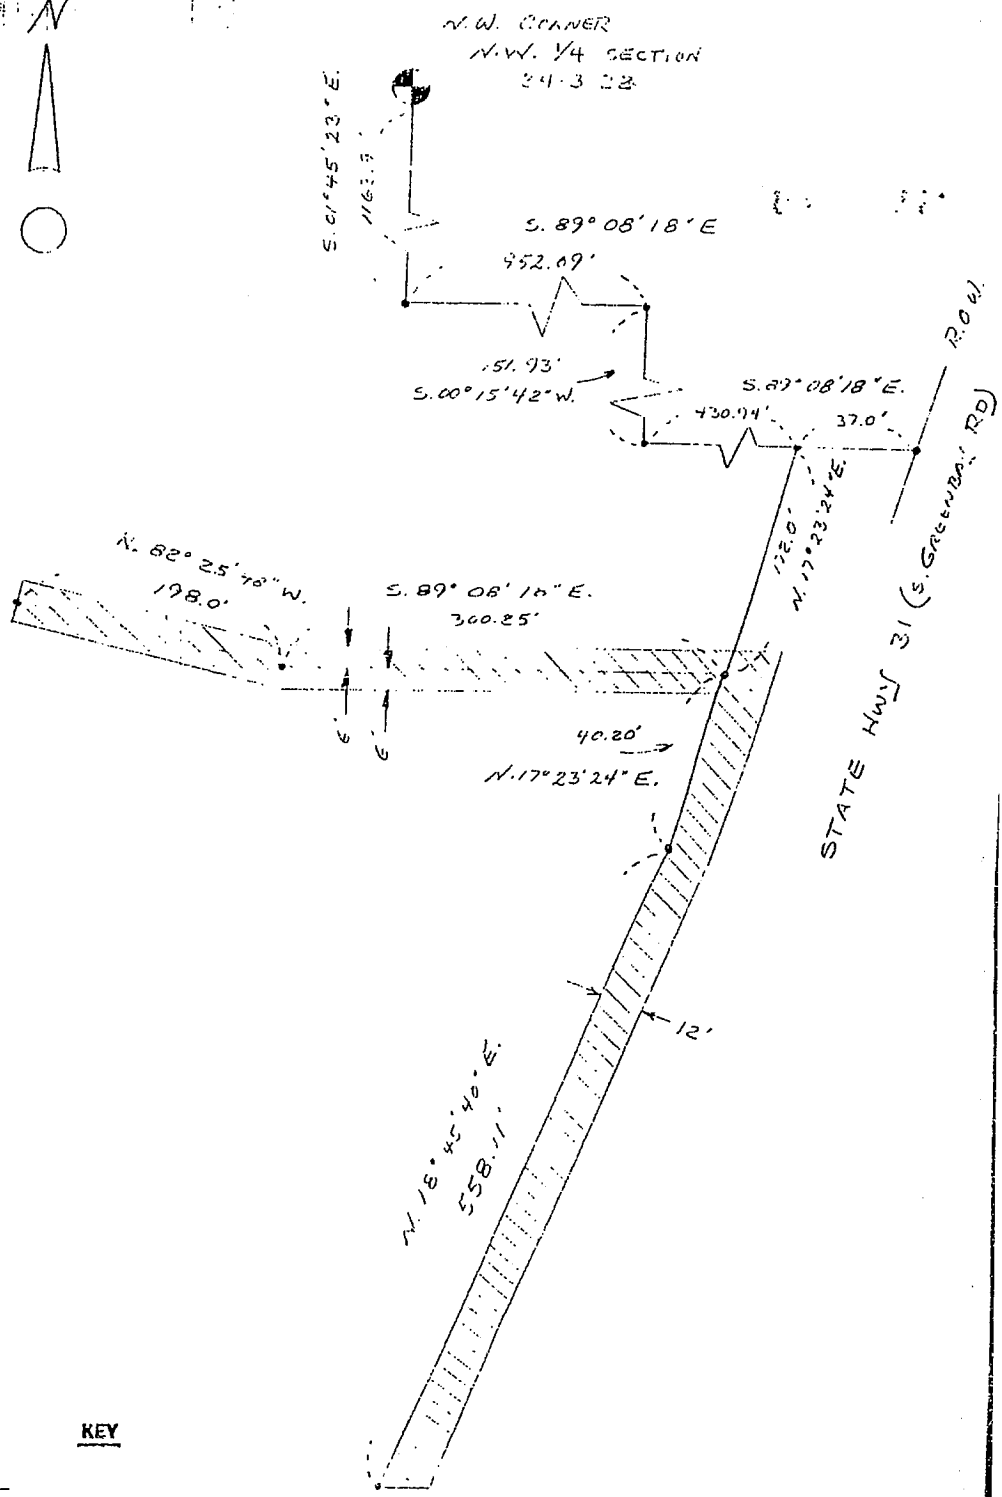 N
N.W. CORNER
N.W. 1/4 SECTION
24-3-22
S. 01° 45' 23" E.
S. 89° 08' 18" E
952.09'
R.O.W.
151.93'
S. 00° 15' 42" W.
S. 89° 08' 18" E.
430.94'
37.0'
172.0'
N. 17° 23' 24" E.
STATE HWY 31 (S. GREENBAY RD)
N. 82° 25' 48" W.
198.0'
S. 89° 08' 18" E.
300.25'
6'
6'
40.20'
N. 17° 23' 24" E.
12'
N. 18° 45' 40" E.
558.11'
KEY